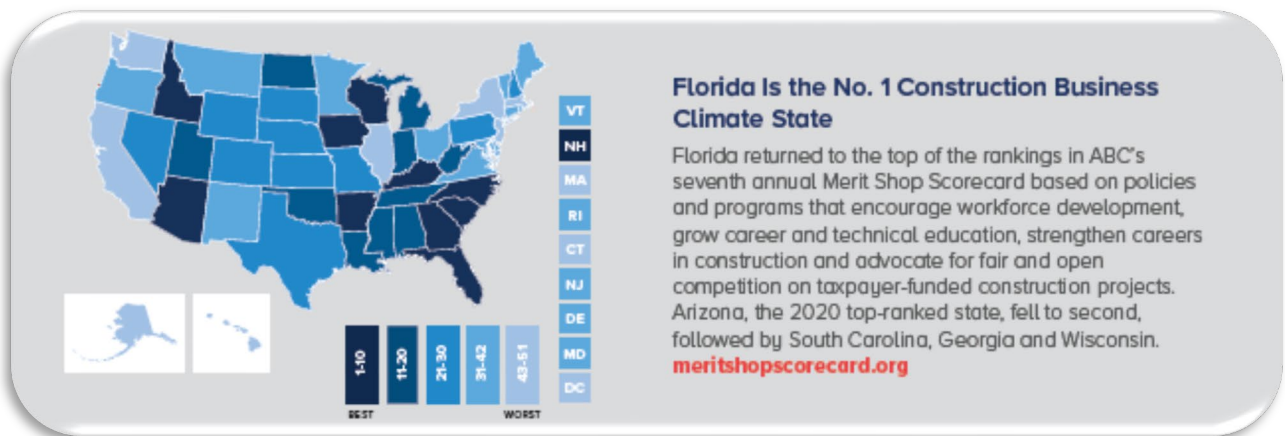 Florida Is the No. 1 Construction Business
Climate State
Florida returned to the top of the rankings in ABC's
seventh annual Merit Shop Scorecard based on policies
and programs that encourage workforce development,
grow career and technical education, strengthen careers
in construction and advocate for fair and open
competition on taxpayer-funded construction projects.
Arizona, the 2020 top-ranked state, fell to second,
followed by South Carolina, Georgia and Wisconsin.
meritshopscorecard.org
VT
NH
MA
RI
CT
NJ
DE
MD
DC
1-10
11-20
21-30
31-42
43-51
BEST
WORST